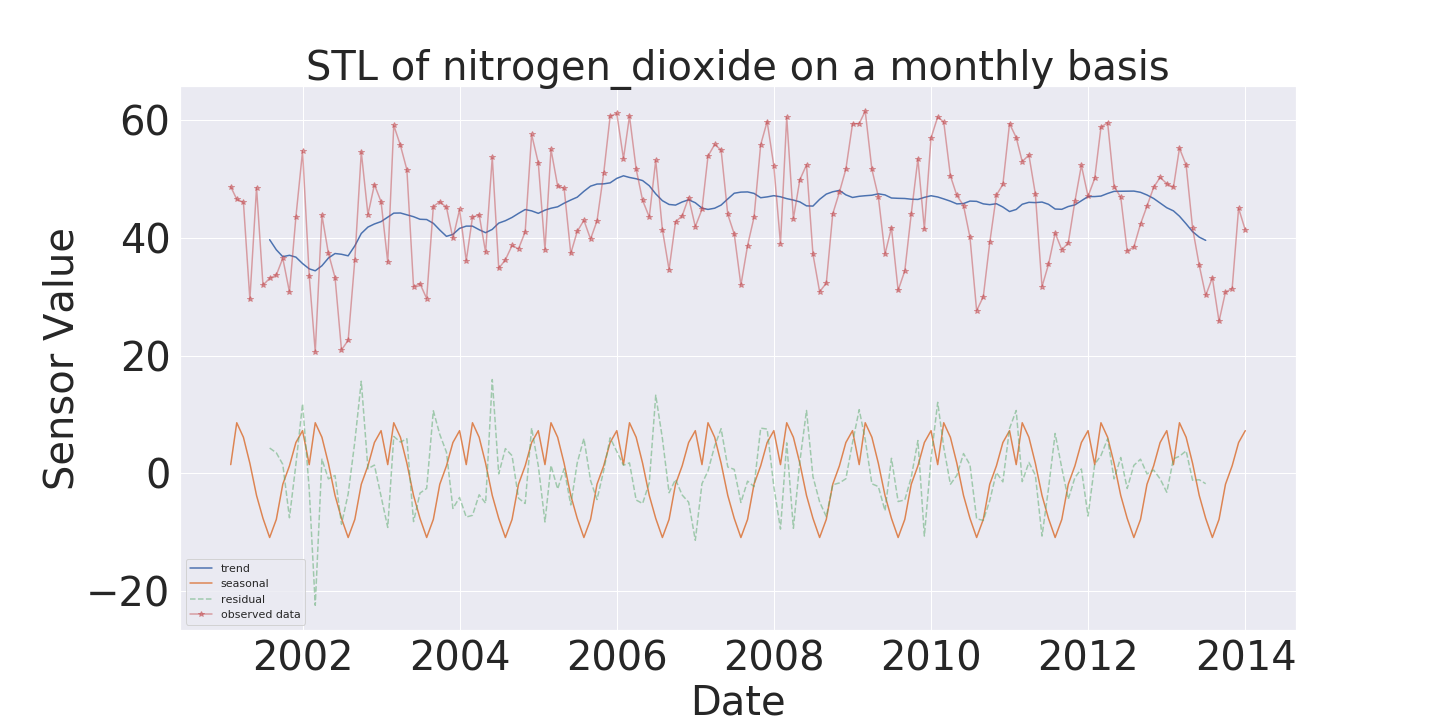 STL of nitrogen_dioxide on a monthly basis
60
40
20
0
−20
Sensor Value
trend
seasonal
residual
observed data
2002 2004 2006 2008 2010 2012 2014
Date